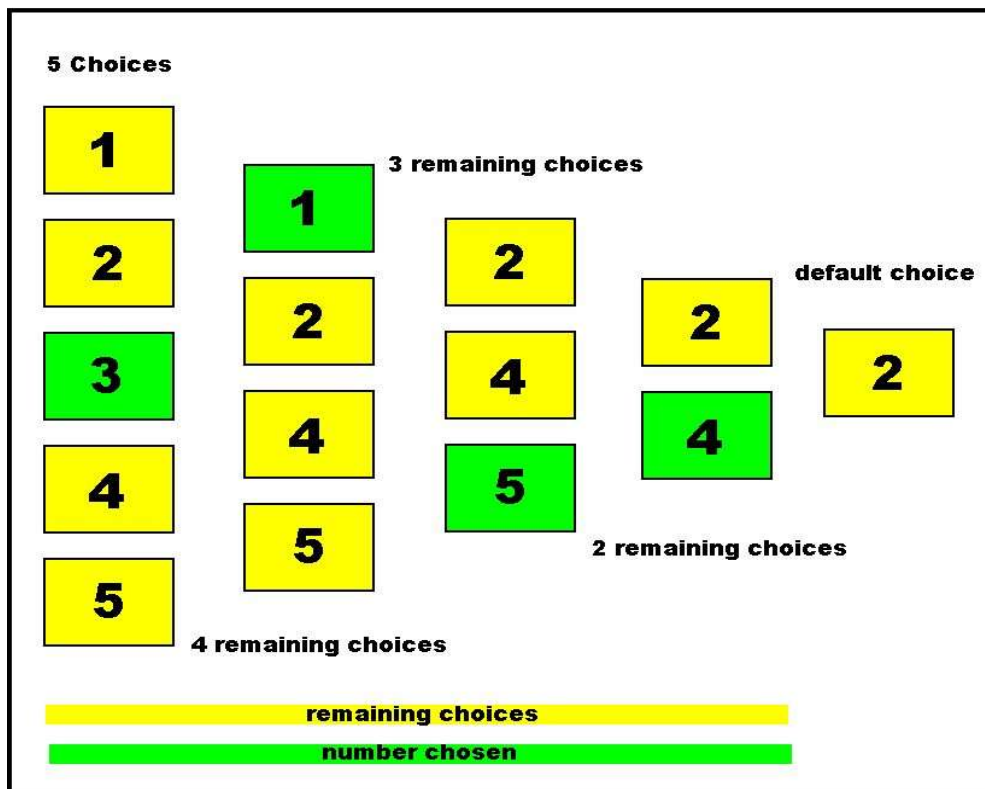 5 Choices
1
2
3
4
5
4 remaining choices
1
2
4
5
3 remaining choices
2
4
5
2 remaining choices
2
4
default choice
2
remaining choices
number chosen